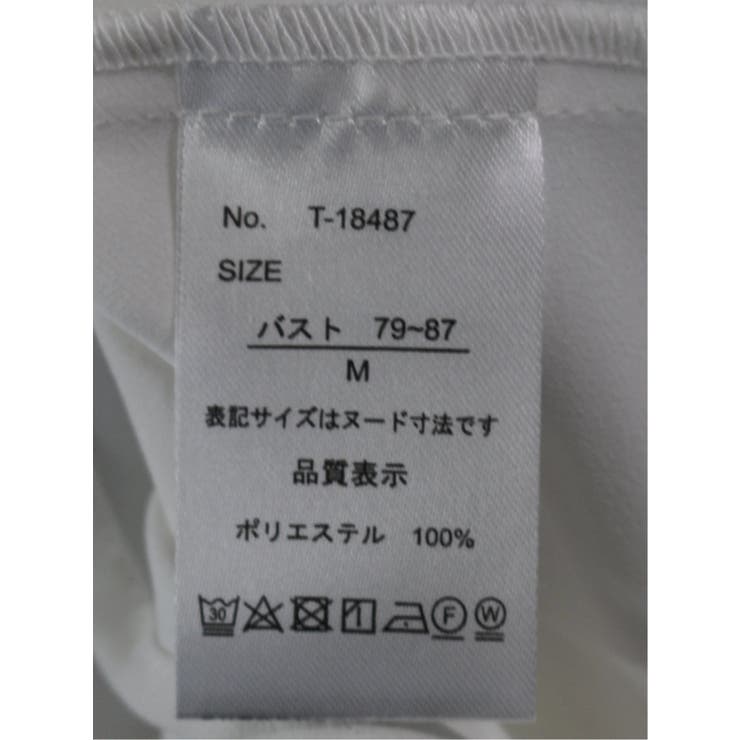 No. T-18487
SIZE
バスト 79~87
M
表記サイズはヌード寸法です
品質表示
ポリエステル 100%
30 F W